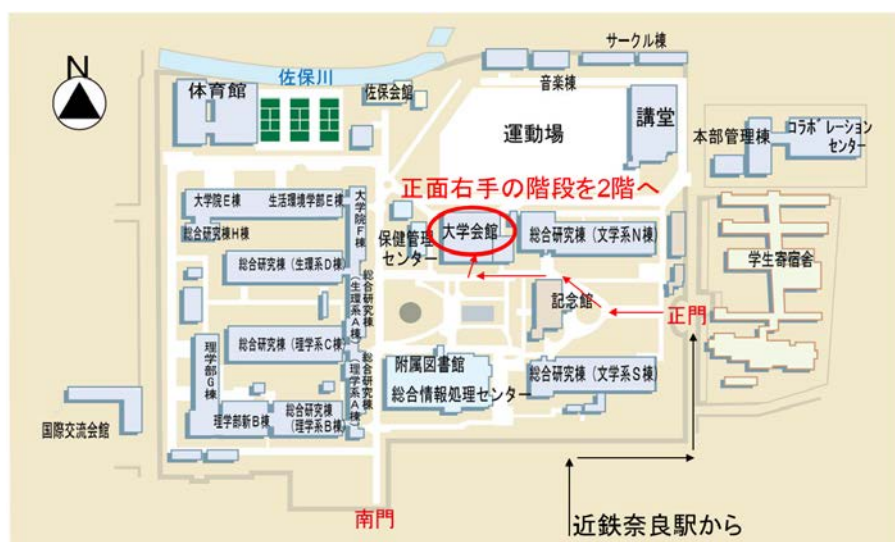 N
佐保川
サークル棟
体育館
佐保会館
音楽棟
講堂
運動場
本部管理棟
コラボレーション
センター
正面右手の階段を2階へ
大学院E棟
生活環境学部E棟
大学院F棟
総合研究棟H棟
保健管理
センター
大学会館
総合研究棟(文学系N棟)
学生寄宿舎
総合研究棟(生環系D棟)
総合研究棟
(生環系A棟)
記念館
正門
総合研究棟(理学系C棟)
総合研究棟
(理学系A棟)
理学部G棟
附属図書館
総合情報処理センター
総合研究棟(文学系S棟)
理学部新B棟
総合研究棟
(理学系B棟)
国際交流会館
南門
近鉄奈良駅から